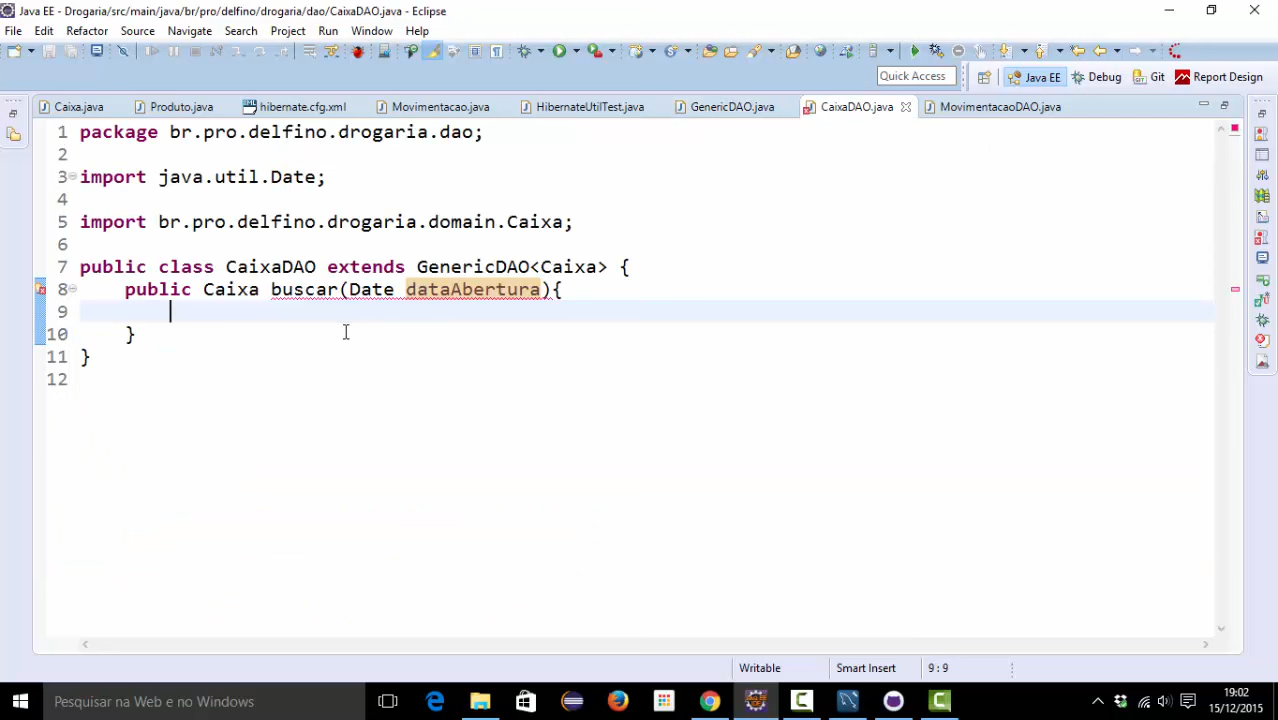 Java EE - Drogaria/src/main/java/br/pro/delfino/drogaria/dao/CaixaDAO.java - Eclipse
File Edit Refactor Source Navigate Search Project Run Window Help
Quick Access Java EE Debug Git Report Design
Caixa.java Produto.java hibernate.cfg.xml Movimentacao.java HibernateUtilTest.java GenericDAO.java CaixaDAO.java MovimentacaoDAO.java
1 package br.pro.delfino.drogaria.dao;
2
3 import java.util.Date;
4
5 import br.pro.delfino.drogaria.domain.Caixa;
6
7 public class CaixaDAO extends GenericDAO<Caixa> {
8 public Caixa buscar(Date dataAbertura){
9
10 }
11 }
12
Writable Smart Insert 9 : 9
Pesquisar na Web e no Windows
19:02
15/12/2015